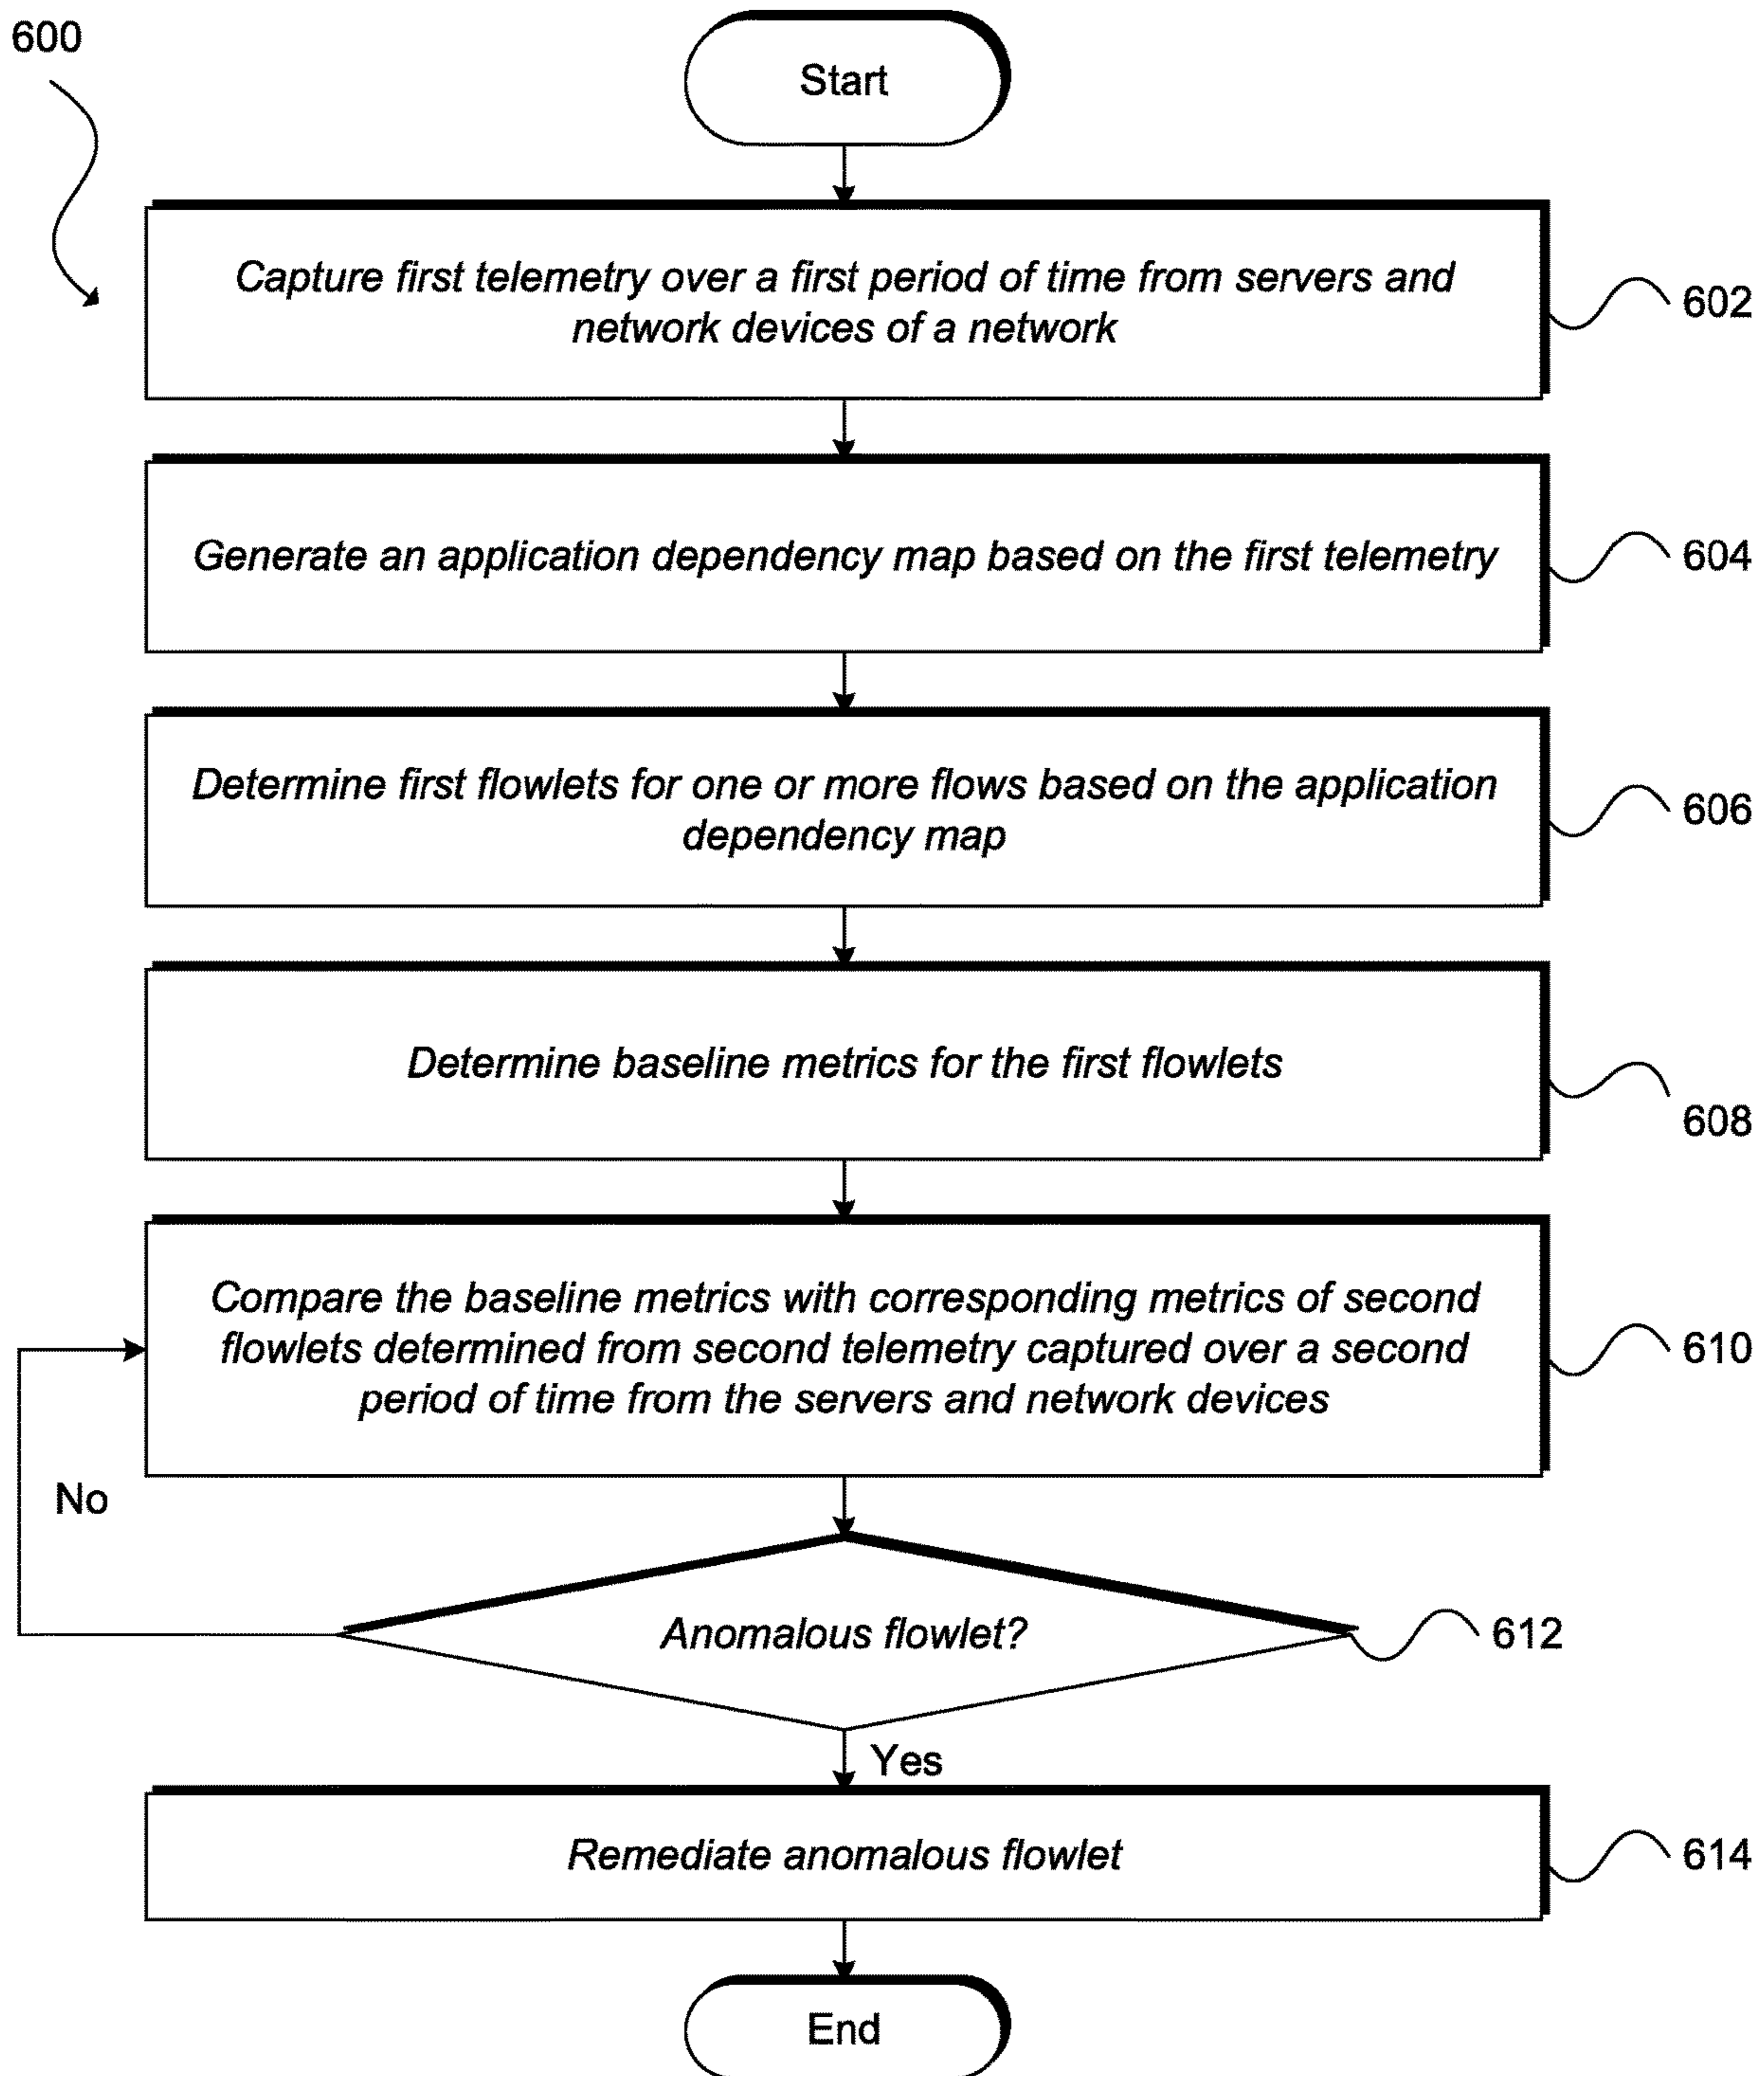 600
Start
Capture first telemetry over a first period of time from servers and
network devices of a network
602
Generate an application dependency map based on the first telemetry
604
Determine first flowlets for one or more flows based on the application
dependency map
606
Determine baseline metrics for the first flowlets
608
Compare the baseline metrics with corresponding metrics of second
flowlets determined from second telemetry captured over a second
period of time from the servers and network devices
610
No
Anomalous flowlet?
612
Yes
Remediate anomalous flowlet
614
End